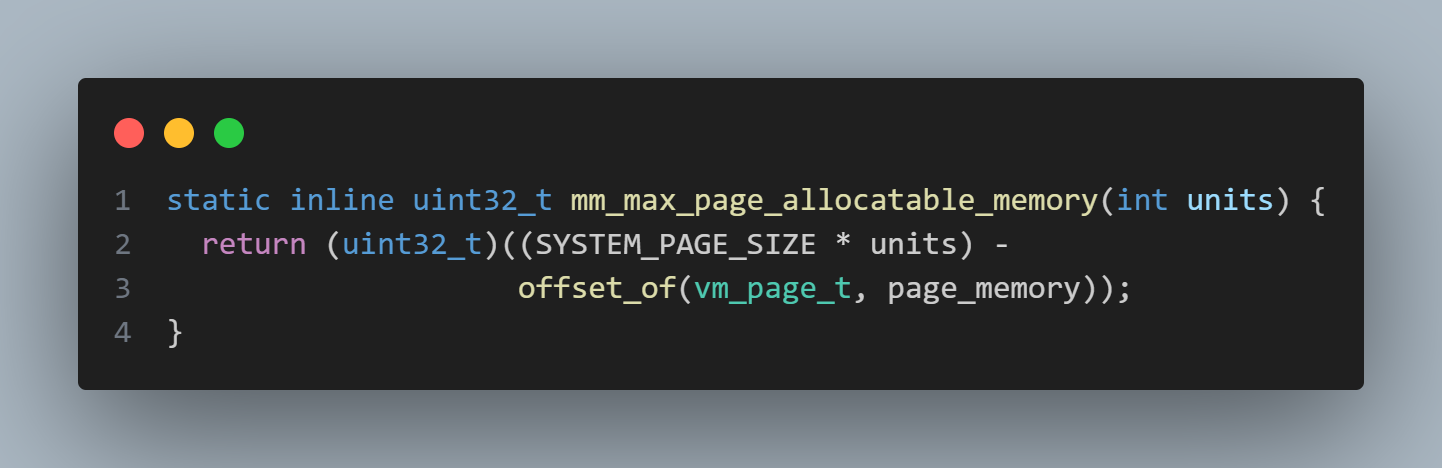 1 static inline uint32_t mm_max_page_allocatable_memory(int units) {
2   return (uint32_t)((SYSTEM_PAGE_SIZE * units) -
3                     offset_of(vm_page_t, page_memory));
4 }